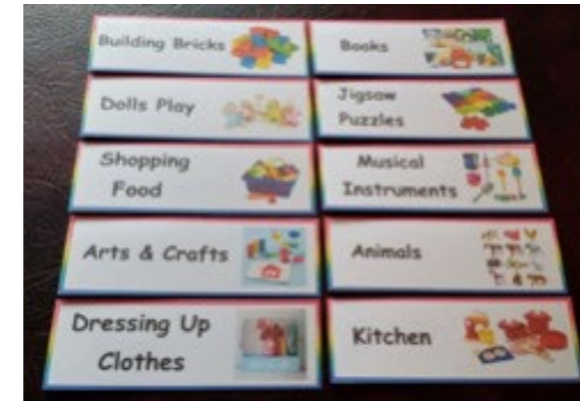 Building Bricks
Books
Dolls Play
Jigsaw
Puzzles
Shopping
Food
Musical
Instruments
Arts & Crafts
Animals
Dressing Up
Clothes
Kitchen